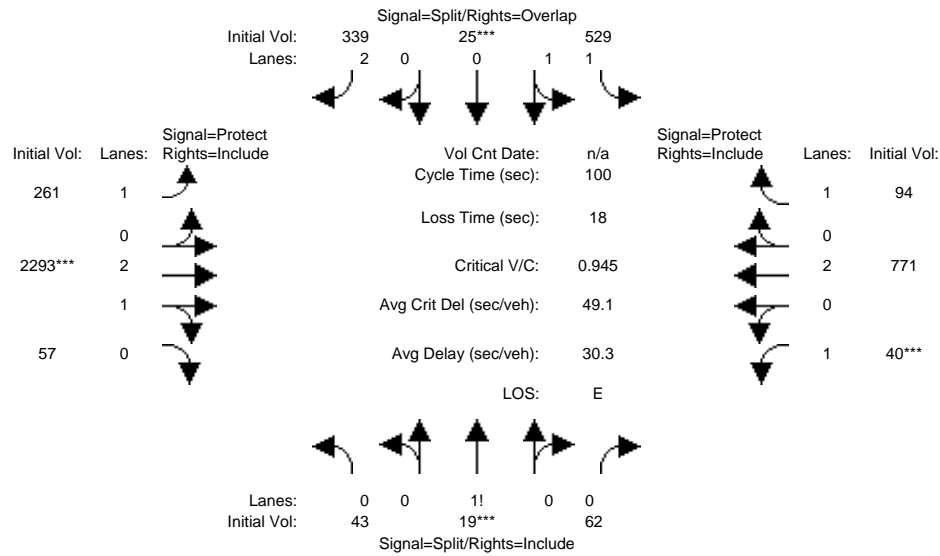 Signal=Split/Rights=Overlap
Initial Vol: 339 25*** 529
Lanes: 2 0 0 1 1
Signal=Protect Signal=Protect
Initial Vol: Lanes: Rights=Include Vol Cnt Date: n/a Rights=Include Lanes: Initial Vol:
Cycle Time (sec): 100
261 1 1 94
Loss Time (sec): 18
0 0
2293*** 2 Critical V/C: 0.945 2 771
1 Avg Crit Del (sec/veh): 49.1 0
57 0 Avg Delay (sec/veh): 30.3 1 40***
LOS: E
Lanes: 0 0 1! 0 0
Initial Vol: 43 19*** 62
Signal=Split/Rights=Include